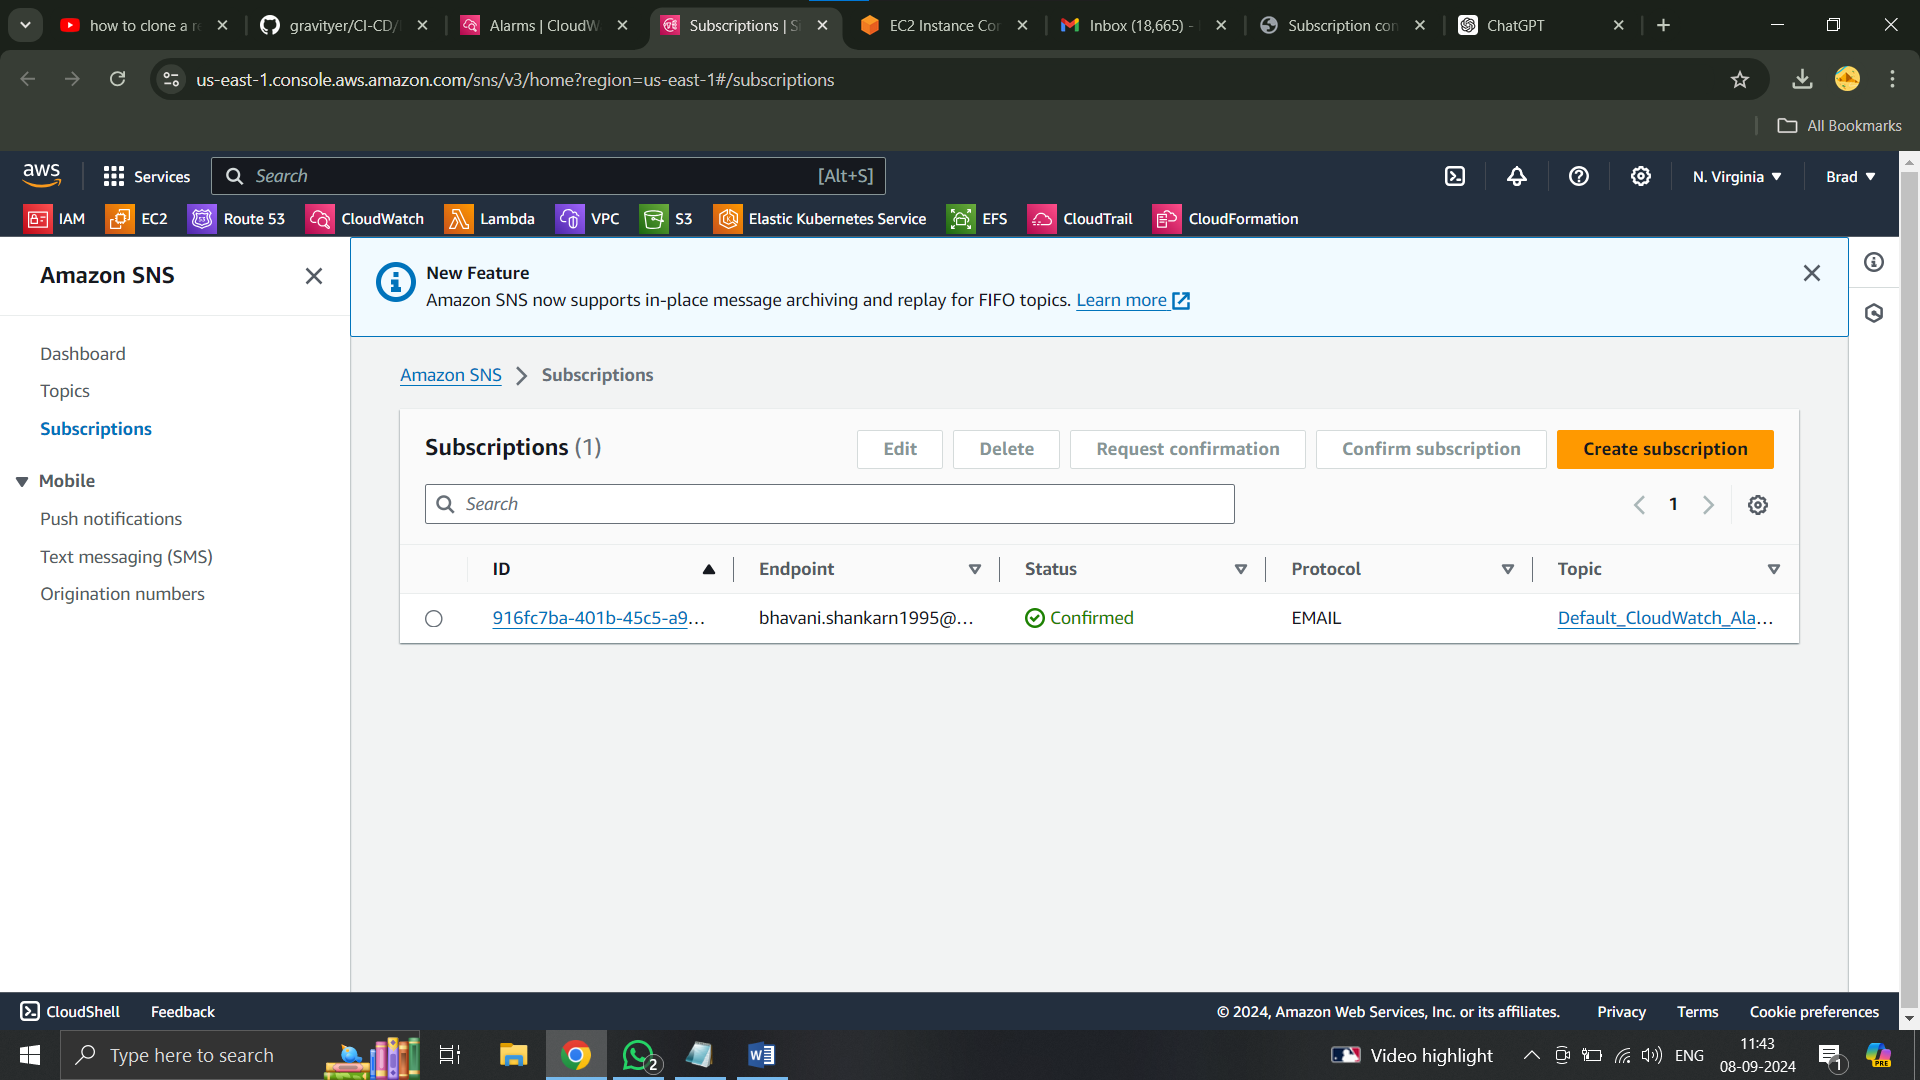 how to clone a re
gravityer/CI-CD/
Alarms | CloudW
Subscriptions | Si
EC2 Instance Con
Inbox (18,665) -
Subscription con
ChatGPT
us-east-1.console.aws.amazon.com/sns/v3/home?region=us-east-1#/subscriptions
All Bookmarks
aws
Services
Search
[Alt+S]
N. Virginia
Brad
IAM
EC2
Route 53
CloudWatch
Lambda
VPC
S3
Elastic Kubernetes Service
EFS
CloudTrail
CloudFormation
Amazon SNS
Dashboard
Topics
Subscriptions
Mobile
Push notifications
Text messaging (SMS)
Origination numbers
New Feature
Amazon SNS now supports in-place message archiving and replay for FIFO topics. Learn more
Amazon SNS > Subscriptions
Subscriptions (1)
Edit
Delete
Request confirmation
Confirm subscription
Create subscription
Search
1
ID
Endpoint
Status
Protocol
Topic
916fc7ba-401b-45c5-a9...
bhavani.shankarn1995@...
Confirmed
EMAIL
Default_CloudWatch_Ala...
CloudShell
Feedback
© 2024, Amazon Web Services, Inc. or its affiliates.
Privacy
Terms
Cookie preferences
Type here to search
2
Video highlight
ENG
11:43
08-09-2024
1
PRE